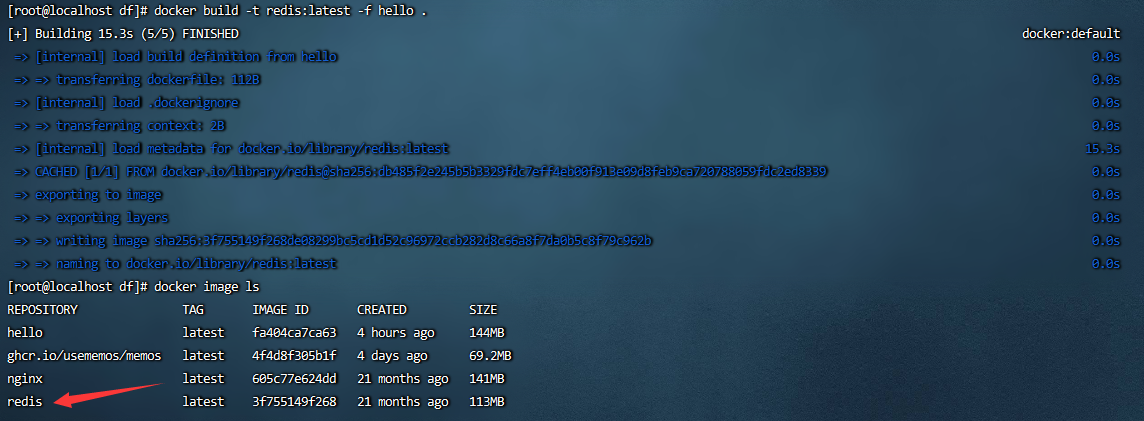 [root@localhost df]# docker build -t redis:latest -f hello .
[+] Building 15.3s (5/5) FINISHED docker:default
=> [internal] load build definition from hello 0.0s
=> => transferring dockerfile: 112B 0.0s
=> [internal] load .dockerignore 0.0s
=> => transferring context: 2B 0.0s
=> [internal] load metadata for docker.io/library/redis:latest 15.3s
=> CACHED [1/1] FROM docker.io/library/redis@sha256:db485f2e245b5b3329fdc7eff4eb00f913e09d8feb9ca720788059fdc2ed8339 0.0s
=> exporting to image 0.0s
=> => exporting layers 0.0s
=> => writing image sha256:3f755149f268de08299bc5cd1d52c96972ccb282d8c66a8f7da0b5c8f79c962b 0.0s
=> => naming to docker.io/library/redis:latest 0.0s
[root@localhost df]# docker image ls
REPOSITORY TAG IMAGE ID CREATED SIZE
hello latest fa404ca7ca63 4 hours ago 144MB
ghcr.io/usememos/memos latest 4f4d8f305b1f 4 days ago 69.2MB
nginx latest 605c77e624dd 21 months ago 141MB
redis latest 3f755149f268 21 months ago 113MB